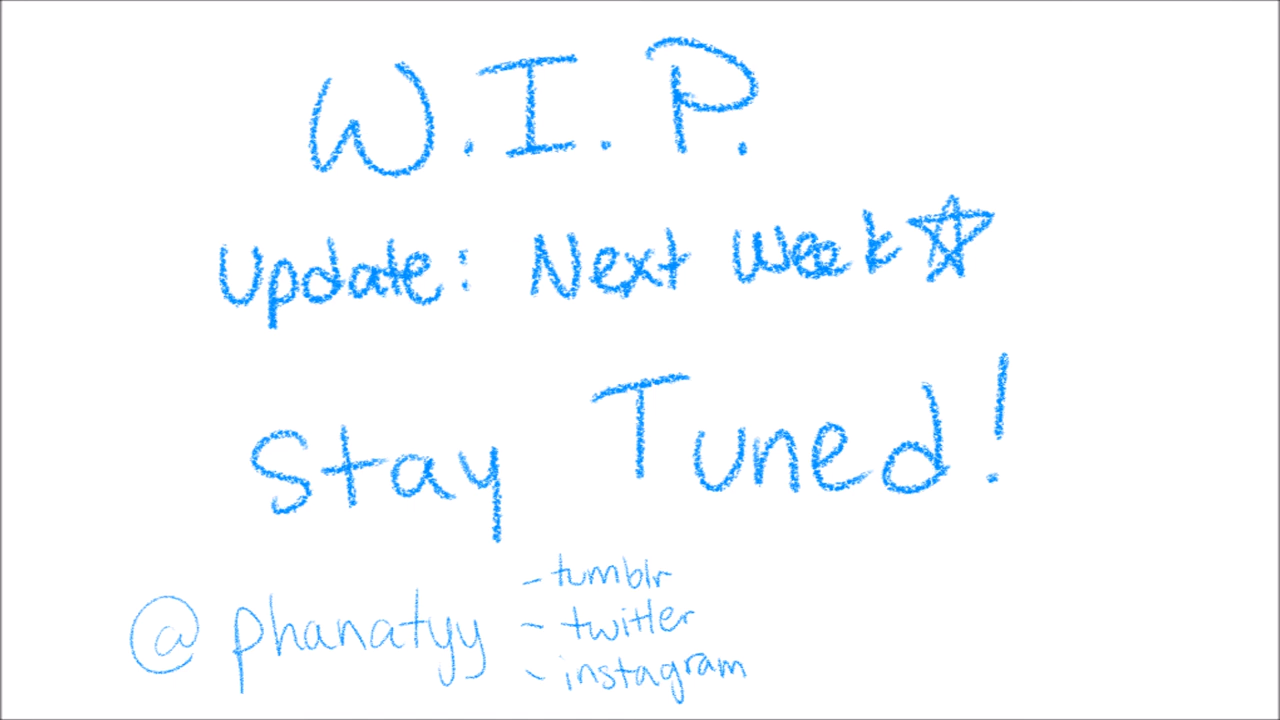 W.I.P.
Update: Next Week☆
Stay Tuned!
@phanatyy
- tumblr
- twitter
- instagram